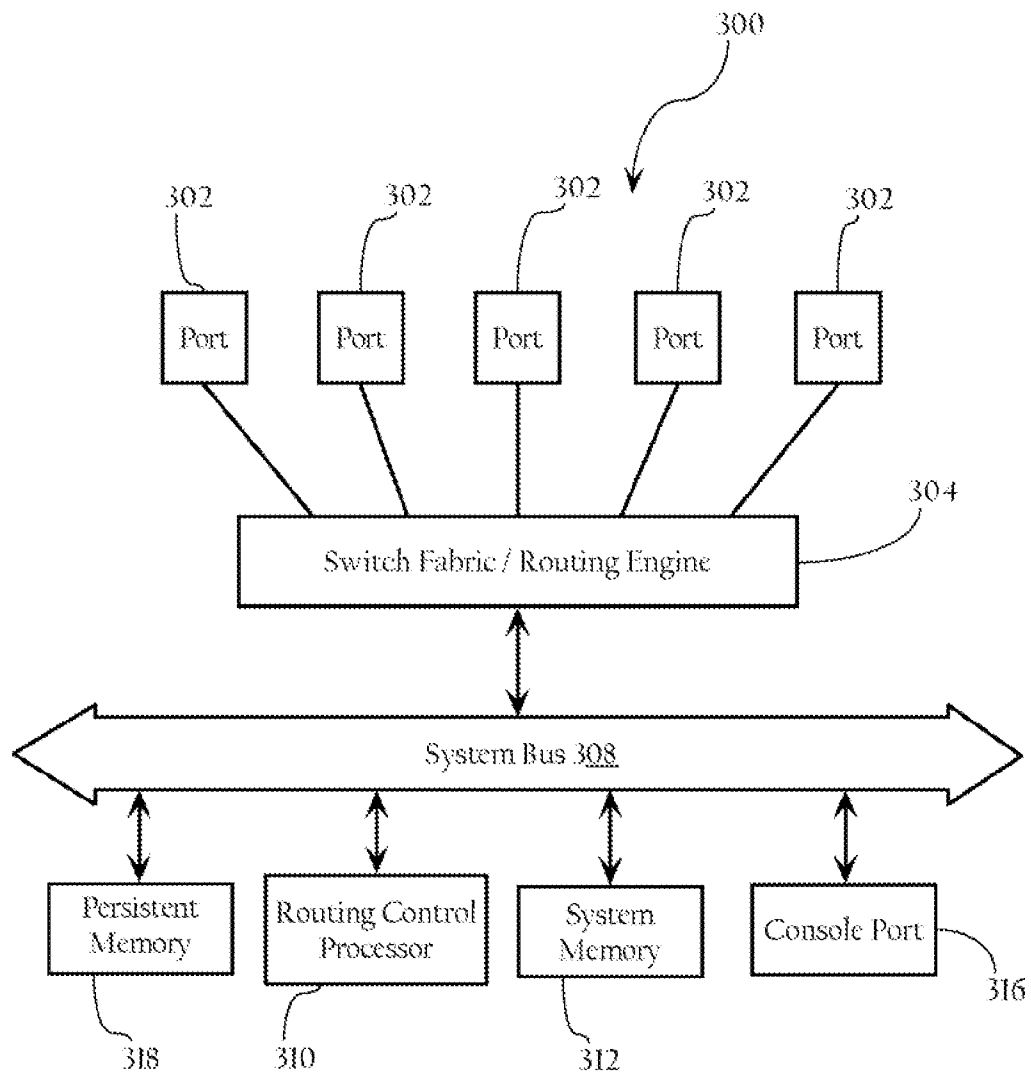 300
302
302
302
302
302
Port
Port
Port
Port
Port
304
Switch Fabric / Routing Engine
System Bus 308
Persistent
Memory
Routing Control
Processor
System
Memory
Console Port
316
318
310
312